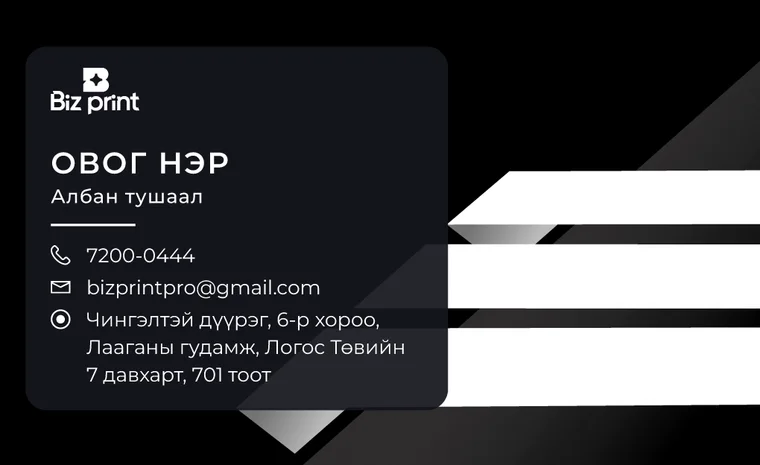 Biz print
ОВОГ НЭР
Албан тушаал
7200-0444
bizprintpro@gmail.com
Чингэлтэй дүүрэг, 6-р хороо,
Лааганы гудамж, Логос Төвийн
7 давхарт, 701 тоот